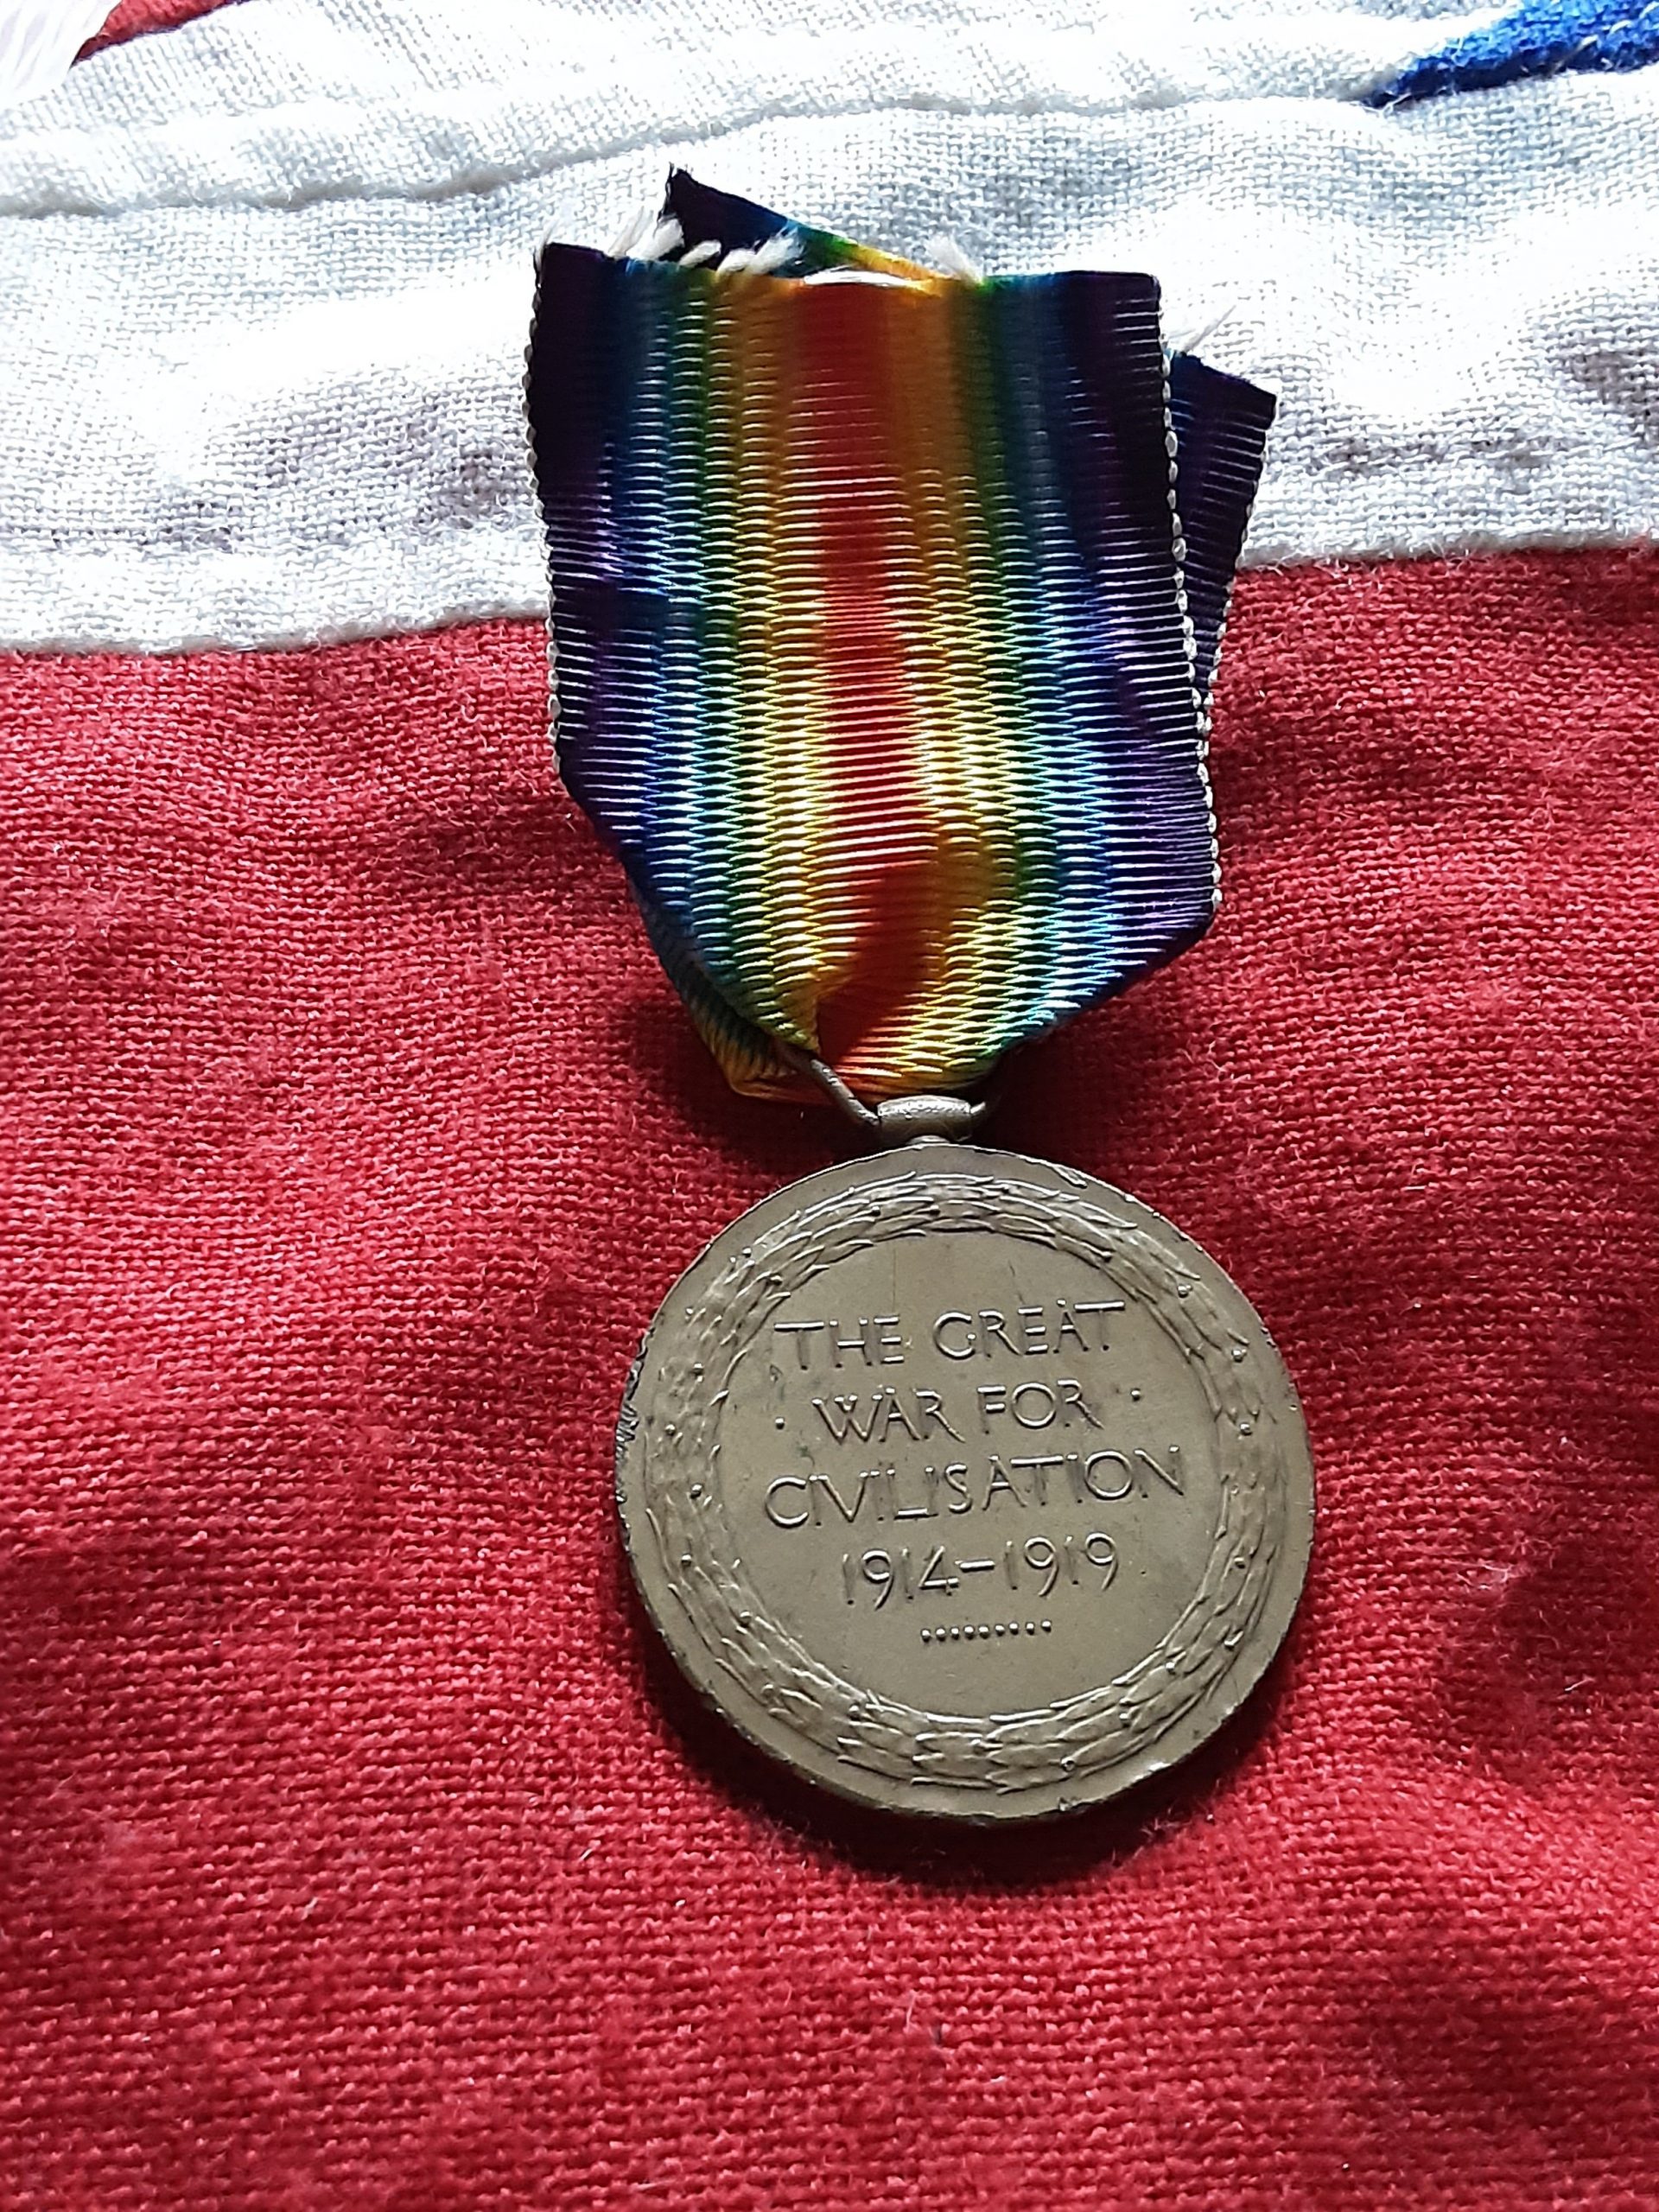 THE GREAT
· WAR FOR ·
CIVILISATION
1914-1919